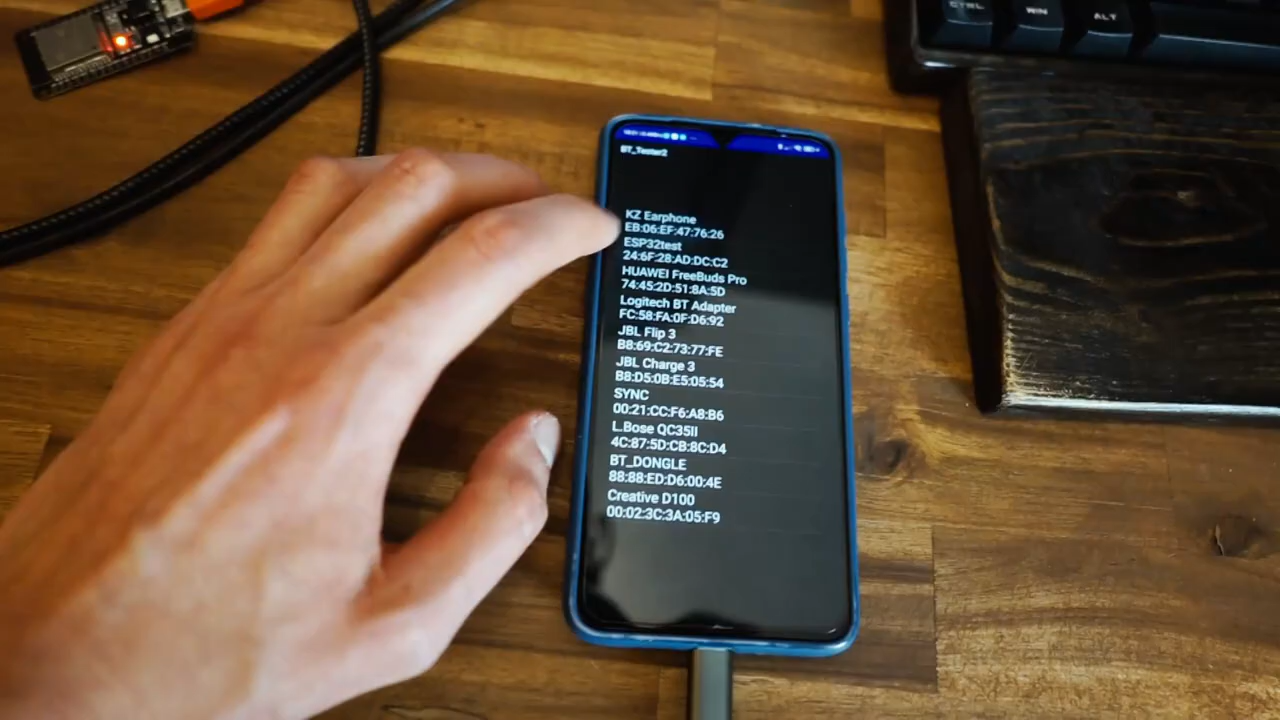 CTRL
WIN
ALT
BT_Tester2
KZ Earphone
EB:06:EF:47:76:26
ESP32test
24:6F:28:AD:DC:C2
HUAWEI FreeBuds Pro
74:45:2D:51:8A:5D
Logitech BT Adapter
FC:58:FA:0F:D6:92
JBL Flip 3
B8:69:C2:73:77:FE
JBL Charge 3
B8:D5:0B:E5:05:54
SYNC
00:21:CC:F6:A8:B6
L.Bose QC35II
4C:87:5D:CB:8C:D4
BT_DONGLE
88:88:ED:D6:00:4E
Creative D100
00:02:3C:3A:05:F9